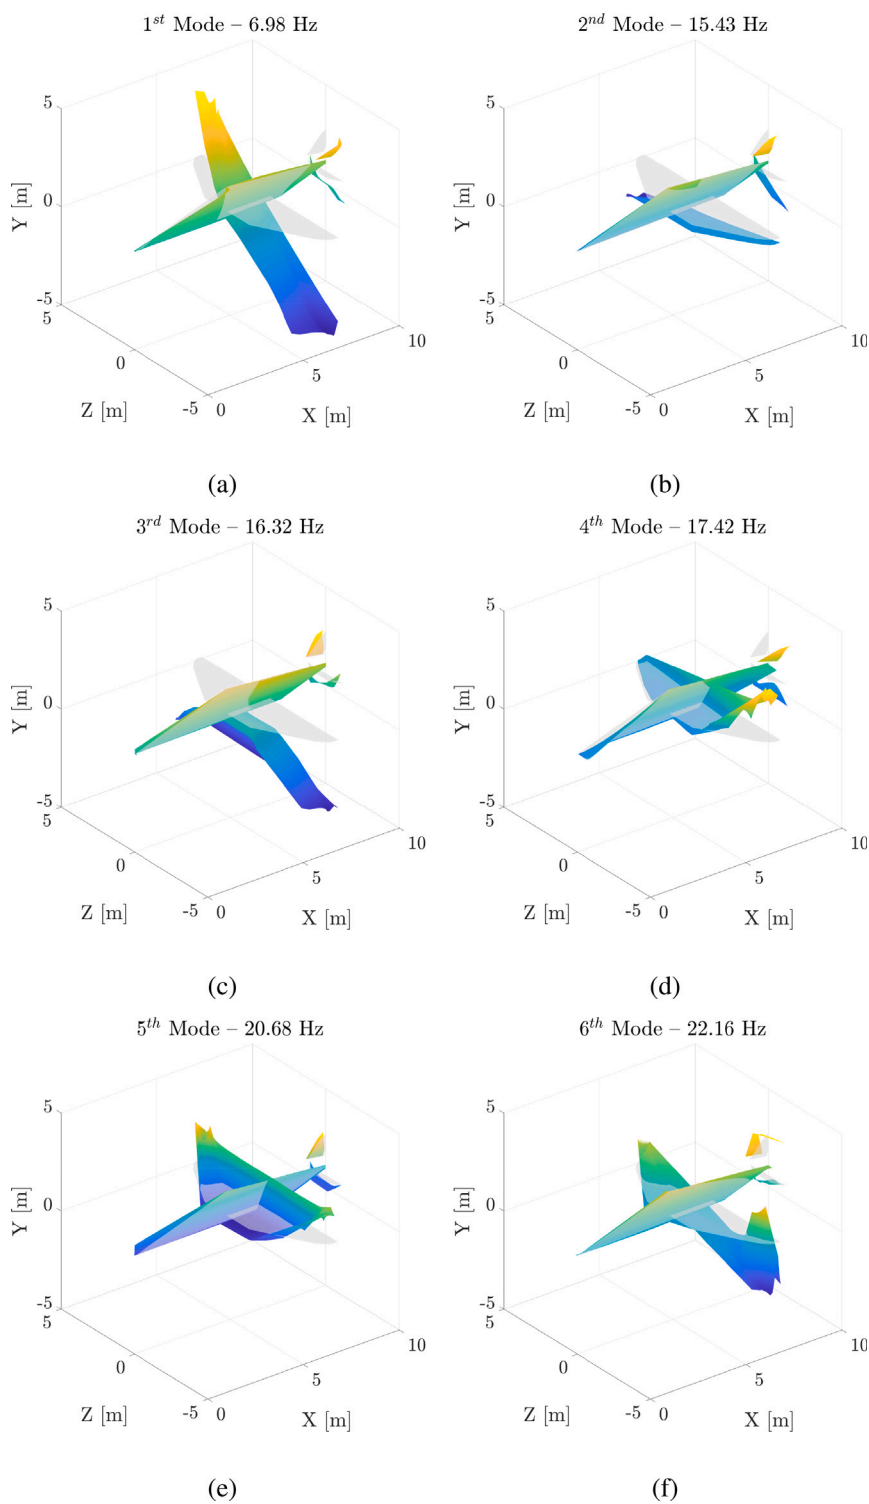 1st Mode – 6.98 Hz
2nd Mode – 15.43 Hz
5
0
-5
Y [m]
5
0
-5
Z [m]
0
5
10
X [m]
5
0
-5
Y [m]
5
0
-5
Z [m]
0
5
10
X [m]
(a)
(b)
3rd Mode – 16.32 Hz
4th Mode – 17.42 Hz
5
0
-5
Y [m]
5
0
-5
Z [m]
0
5
10
X [m]
5
0
-5
Y [m]
5
0
-5
Z [m]
0
5
10
X [m]
(c)
(d)
5th Mode – 20.68 Hz
6th Mode – 22.16 Hz
5
0
-5
Y [m]
5
0
-5
Z [m]
0
5
10
X [m]
5
0
-5
Y [m]
5
0
-5
Z [m]
0
5
10
X [m]
(e)
(f)